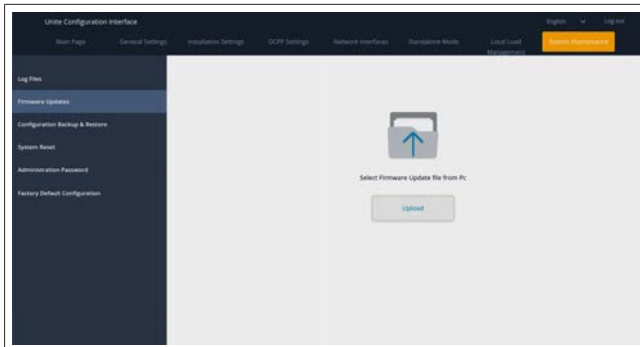 Unite Configuration Interface
English
Log out
Main Page
General Settings
Installation Settings
OCPP Settings
Network Interfaces
Standalone Mode
Local Load
Management
System Maintenance
Log Files
Firmware Updates
Configuration Backup & Restore
System Reset
Administration Password
Factory Default Configuration
Select Firmware Update file from Pc
Upload